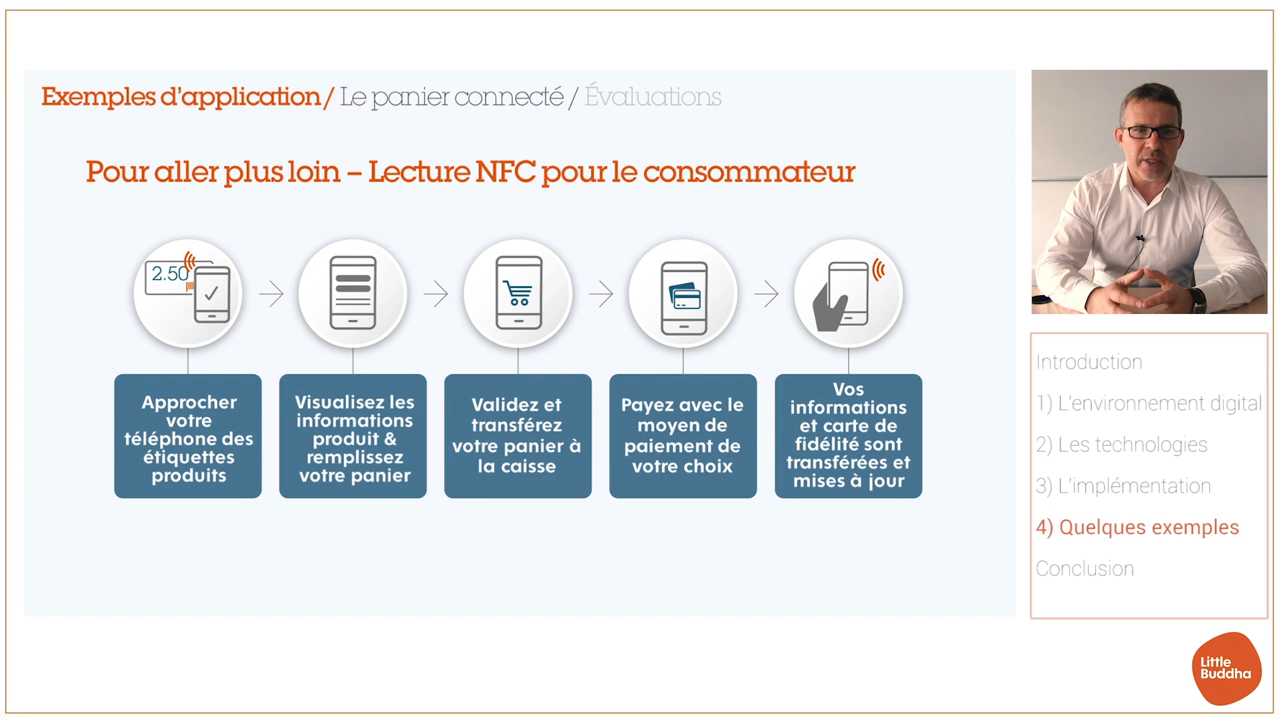 Exemples d'application / Le panier connecté / Évaluations
Pour aller plus loin – Lecture NFC pour le consommateur
2.50
Approcher
votre
téléphone des
étiquettes
produits
Visualisez les
informations
produit &
remplissez
votre panier
Validez et
transférez
votre panier à
la caisse
Payez avec le
moyen de
paiement de
votre choix
Vos
informations
et carte de
fidélité sont
transférées et
mises à jour
Introduction
1) L'environnement digital
2) Les technologies
3) L'implémentation
4) Quelques exemples
Conclusion
Little
Buddha